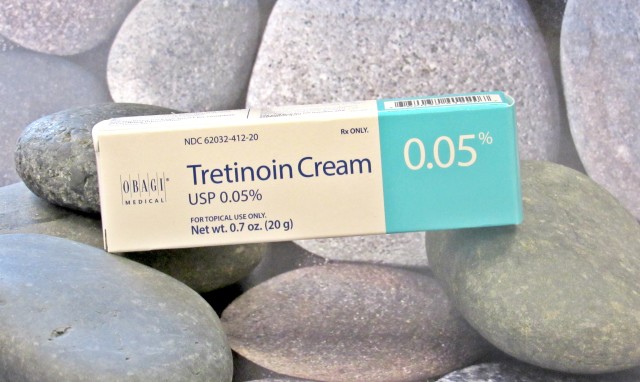 NDC 62032-412-20
Rx ONLY.
Tretinoin Cream
USP 0.05%
FOR TOPICAL USE ONLY.
Net wt. 0.7 oz. (20 g)
OBAGI®
MEDICAL
0.05%